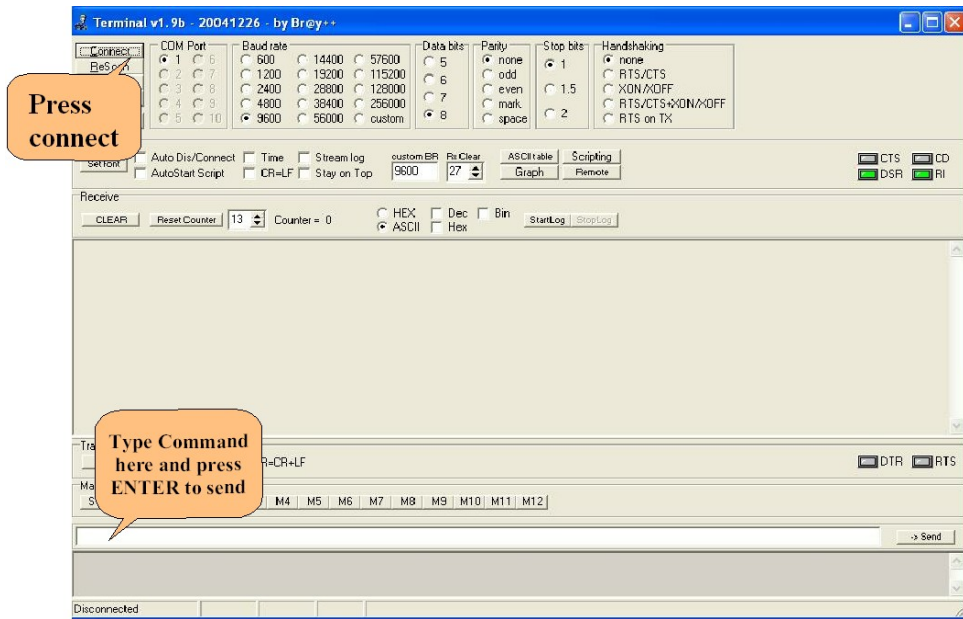 Terminal v1.9b - 20041226 - by Br@y++
Connect
ReScan
Press
connect
COM Port
1 6
2 7
3 8
4 9
5 10
Baud rate
600 14400 57600
1200 19200 115200
2400 28800 128000
4800 38400 256000
9600 56000 custom
Data bits
5
6
7
8
Parity
none
odd
even
mark
space
Stop bits
1
1.5
2
Handshaking
none
RTS/CTS
XON/XOFF
RTS/CTS+XON/XOFF
RTS on TX
Set font
Auto Dis/Connect Time Stream log
AutoStart Script CR=LF Stay on Top
custom BR Rx Clear
9600 27
ASCII table Scripting
Graph Remote
CTS CD
DSR RI
Receive
CLEAR Reset Counter 13 Counter = 0
HEX Dec Bin
ASCII Hex
StartLog StopLog
Type Command
here and press
ENTER to send
Tra
R=CR+LF
DTR RTS
Ma
S M4 M5 M6 M7 M8 M9 M10 M11 M12
-> Send
Disconnected